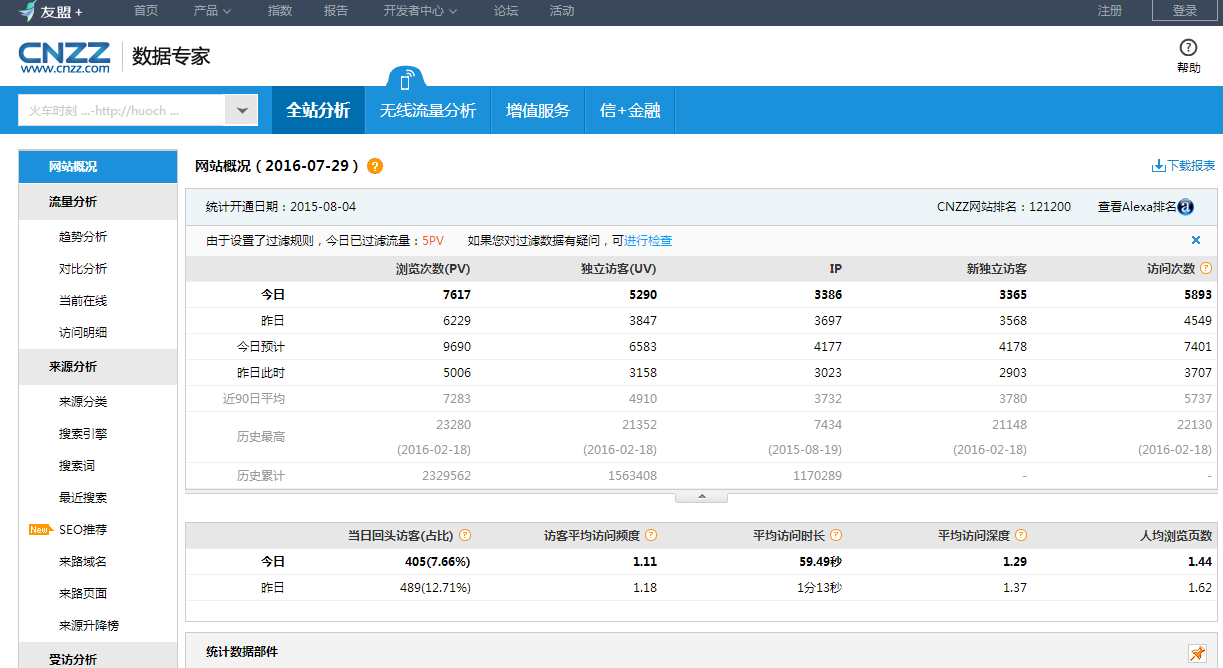 友盟+ 首页 产品 指数 报告 开发者中心 论坛 活动 注册 登录
CNZZ 数据专家 ?
www.cnzz.com 帮助
火车时刻 ...-http://huoch ... 全站分析 无线流量分析 增值服务 信+金融
网站概况
流量分析
趋势分析
对比分析
当前在线
访问明细
来源分析
来源分类
搜索引擎
搜索词
最近搜索
New SEO推荐
来路域名
来路页面
来源升降榜
受访分析
网站概况（2016-07-29） ? 下载报表
统计开通日期：2015-08-04 CNZZ网站排名：121200 查看Alexa排名 a
由于设置了过滤规则，今日已过滤流量：5PV 如果您对过滤数据有疑问，可进行检查 ×
浏览次数(PV) 独立访客(UV) IP 新独立访客 访问次数 ?
今日 7617 5290 3386 3365 5893
昨日 6229 3847 3697 3568 4549
今日预计 9690 6583 4177 4178 7401
昨日此时 5006 3158 3023 2903 3707
近90日平均 7283 4910 3732 3780 5737
历史最高 23280 21352 7434 21148 22130
(2016-02-18) (2016-02-18) (2015-08-19) (2016-02-18) (2016-02-18)
历史累计 2329562 1563408 1170289 - -
当日回头访客(占比) ? 访客平均访问频度 ? 平均访问时长 ? 平均访问深度 ? 人均浏览页数
今日 405(7.66%) 1.11 59.49秒 1.29 1.44
昨日 489(12.71%) 1.18 1分13秒 1.37 1.62
统计数据部件